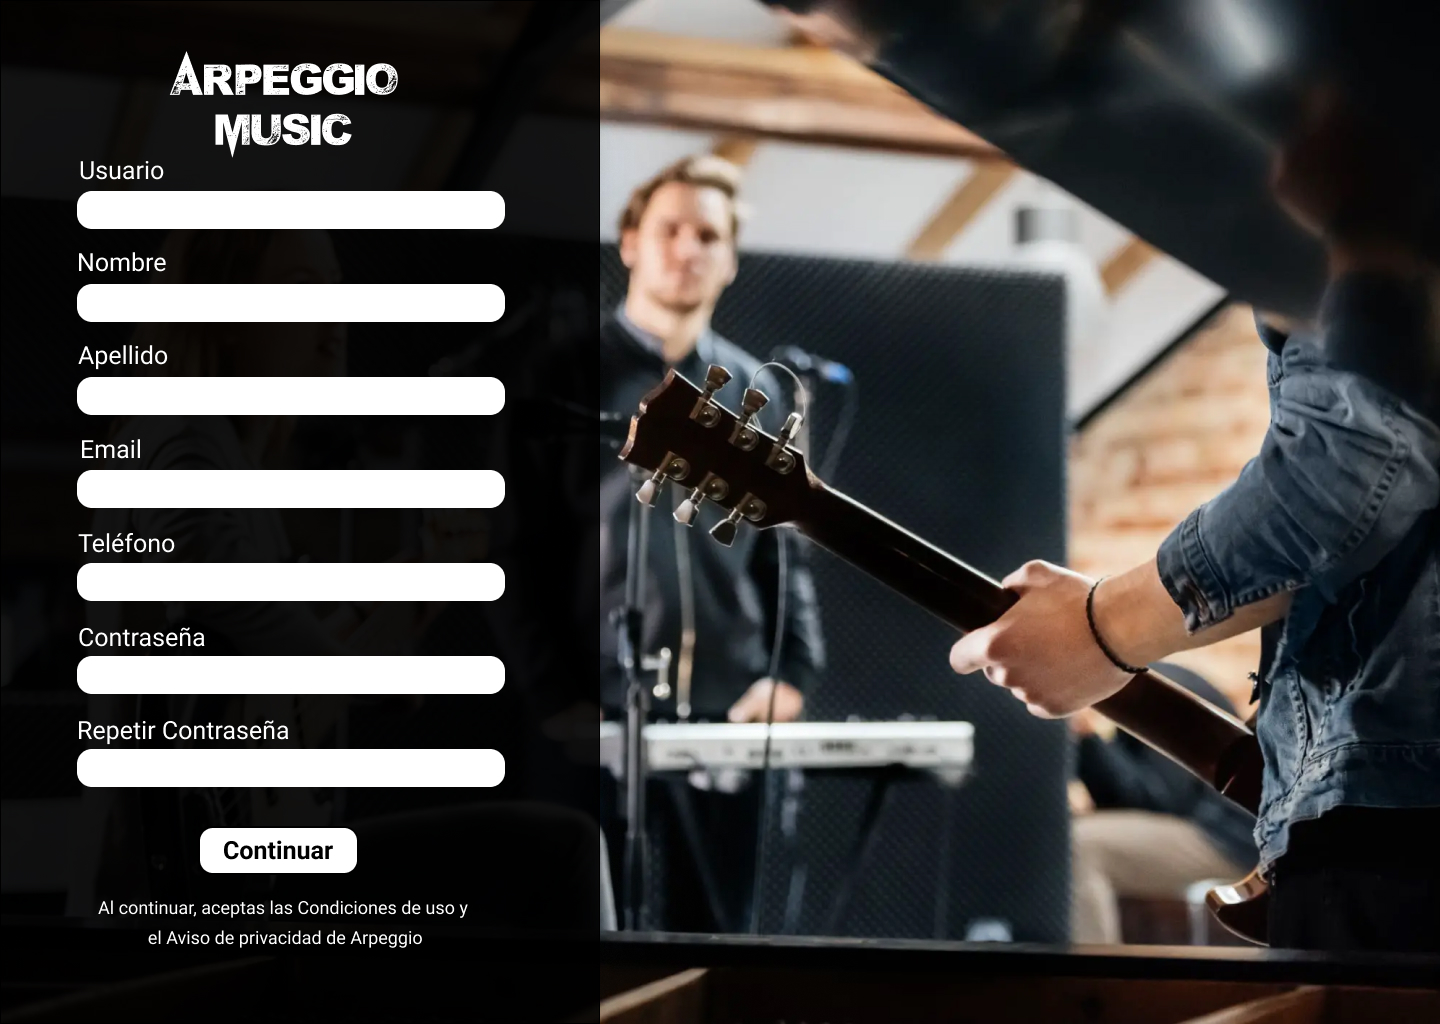 ARPEGGIO
MUSIC
Usuario
Nombre
Apellido
Email
Teléfono
Contraseña
Repetir Contraseña
Continuar
Al continuar, aceptas las Condiciones de uso y
el Aviso de privacidad de Arpeggio